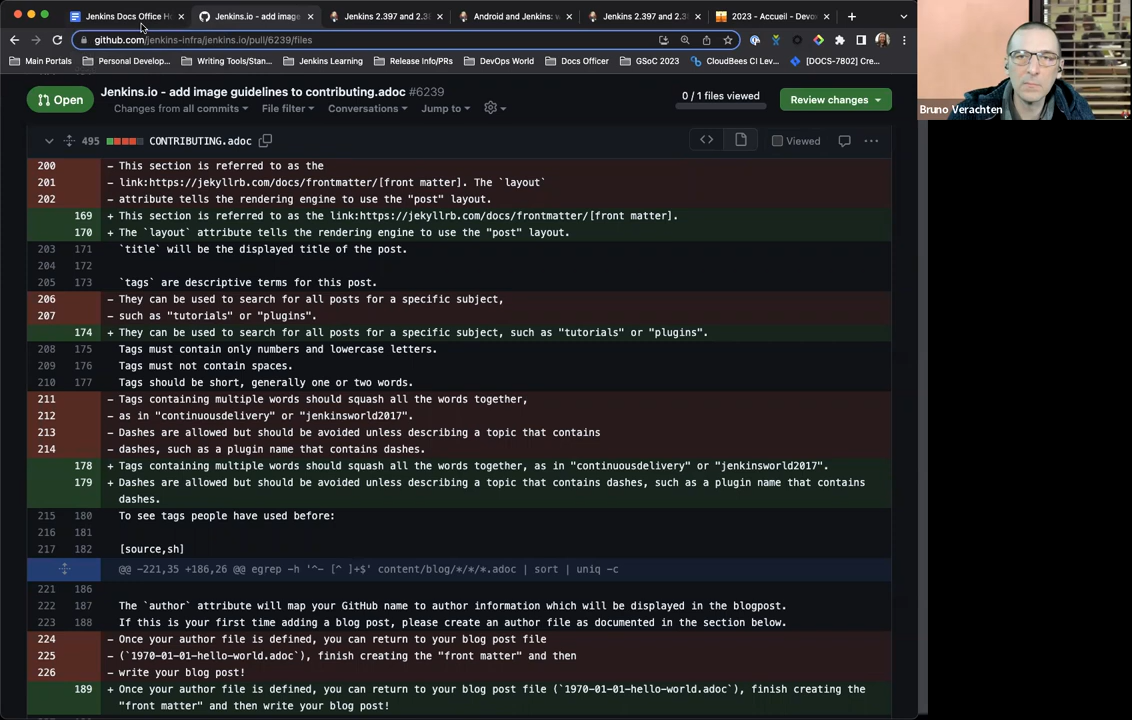 Jenkins Docs Office H
Jenkins.io - add image
Jenkins 2.397 and 2.38
Android and Jenkins: w
Jenkins 2.397 and 2.38
2023 - Accueil - Devox
github.com/jenkins-infra/jenkins.io/pull/6239/files
Main Portals Personal Develop... Writing Tools/Stan... Jenkins Learning Release Info/PRs DevOps World Docs Officer GSoC 2023 CloudBees CI Lev... [DOCS-7802] (Cre...
Open
Jenkins.io - add image guidelines to contributing.adoc #6239
Changes from all commits File filter Conversations Jump to
0 / 1 files viewed
Review changes
495 CONTRIBUTING.adoc
Viewed
200 - This section is referred to as the
201 - link:https://jekyllrb.com/docs/frontmatter/[front matter]. The `layout`
202 - attribute tells the rendering engine to use the "post" layout.
169 + This section is referred to as the link:https://jekyllrb.com/docs/frontmatter/[front matter].
170 + The `layout` attribute tells the rendering engine to use the "post" layout.
203 171 `title` will be the displayed title of the post.
204 172
205 173 `tags` are descriptive terms for this post.
206 - They can be used to search for all posts for a specific subject,
207 - such as "tutorials" or "plugins".
174 + They can be used to search for all posts for a specific subject, such as "tutorials" or "plugins".
208 175 Tags must contain only numbers and lowercase letters.
209 176 Tags must not contain spaces.
210 177 Tags should be short, generally one or two words.
211 - Tags containing multiple words should squash all the words together,
212 - as in "continuousdelivery" or "jenkinsworld2017".
213 - Dashes are allowed but should be avoided unless describing a topic that contains
214 - dashes, such as a plugin name that contains dashes.
178 + Tags containing multiple words should squash all the words together, as in "continuousdelivery" or "jenkinsworld2017".
179 + Dashes are allowed but should be avoided unless describing a topic that contains dashes, such as a plugin name that contains
dashes.
215 180 To see tags people have used before:
216 181
217 182 [source,sh]
@@ -221,35 +186,26 @@ egrep -h '^- [^ ]+$' content/blog/*/*/*.adoc | sort | uniq -c
221 186
222 187 The `author` attribute will map your GitHub name to author information which will be displayed in the blogpost.
223 188 If this is your first time adding a blog post, please create an author file as documented in the section below.
224 - Once your author file is defined, you can return to your blog post file
225 - (`1970-01-01-hello-world.adoc`), finish creating the "front matter" and then
226 - write your blog post!
189 + Once your author file is defined, you can return to your blog post file (`1970-01-01-hello-world.adoc`), finish creating the
"front matter" and then write your blog post!
Bruno Verachten